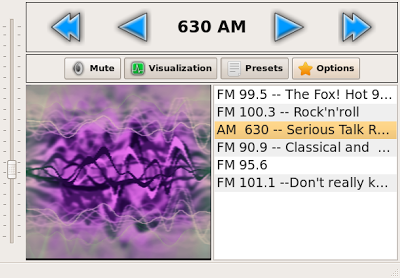 630 AM
Mute Visualization Presets Options
FM 99.5 -- The Fox! Hot 9...
FM 100.3 -- Rock'n'roll
AM  630 -- Serious Talk R...
FM 90.9 -- Classical and  ...
FM 95.6
FM 101.1 --Don't really k...